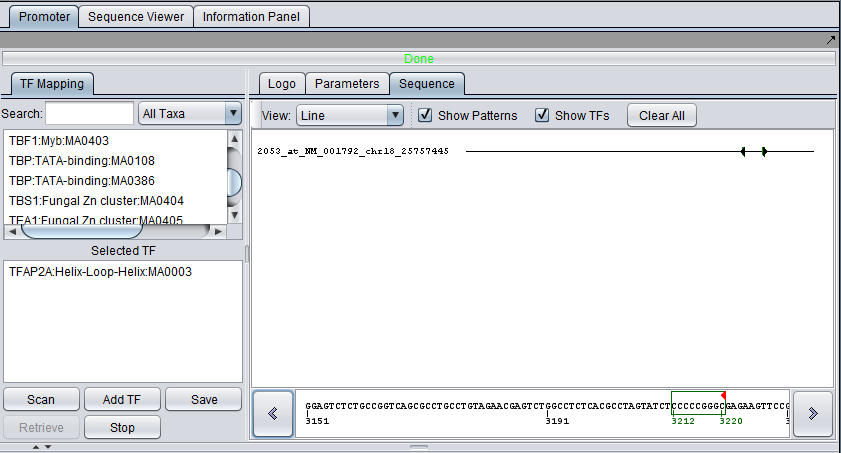 Promoter Sequence Viewer Information Panel
Done
TF Mapping
Search: All Taxa
TBF1:Myb:MA0403
TBP:TATA-binding:MA0108
TBP:TATA-binding:MA0386
TBS1:Fungal Zn cluster:MA0404
TEA1:Fungal Zn cluster:MA0405
Selected TF
TFAP2A:Helix-Loop-Helix:MA0003
Scan Add TF Save
Retrieve Stop
Logo Parameters Sequence
View: Line Show Patterns Show TFs Clear All
2053_at_NM_001792_chr18_25757445
GGAGTCTCTGCCGGTCAGCGCCTGCCTGTAGAACGAGTCTGGCCTCTCACGCCTAGTATCTCCCCCGGGCGAGAAGTTCCG
3151 3191 3212 3220 3